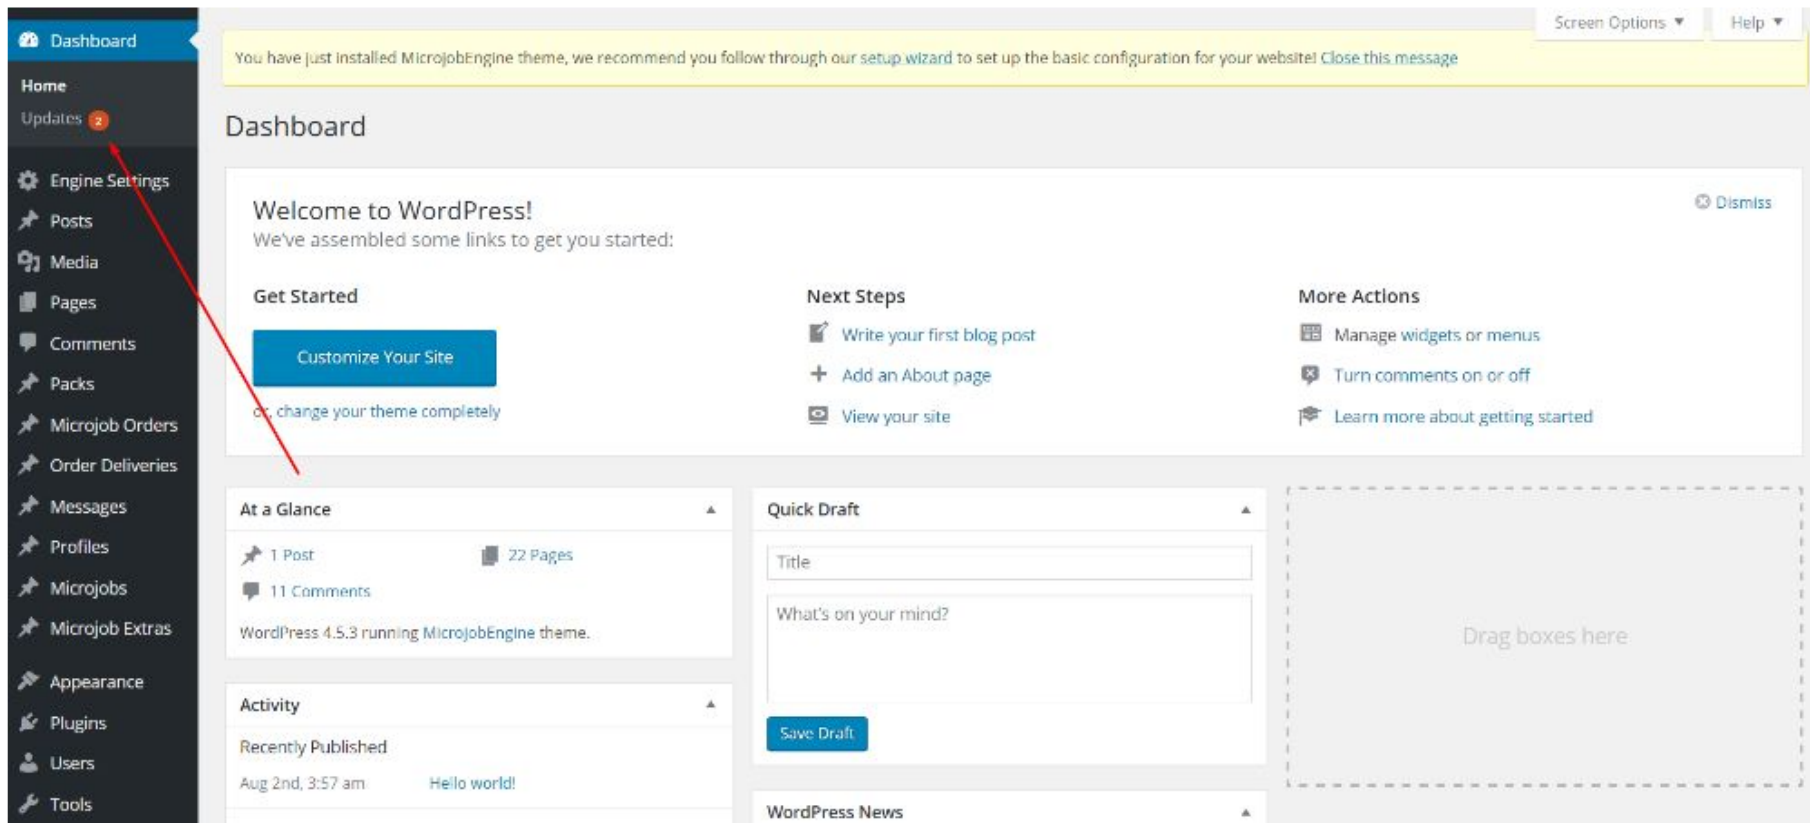 Dashboard
Home
Updates 2
Engine Settings
Posts
Media
Pages
Comments
Packs
Microjob Orders
Order Deliveries
Messages
Profiles
Microjobs
Microjob Extras
Appearance
Plugins
Users
Tools
Screen Options
Help
You have just installed MicrojobEngine theme, we recommend you follow through our setup wizard to set up the basic configuration for your website! Close this message
Dashboard
Welcome to WordPress!
Dismiss
We've assembled some links to get you started:
Get Started
Customize Your Site
or, change your theme completely
Next Steps
Write your first blog post
Add an About page
View your site
More Actions
Manage widgets or menus
Turn comments on or off
Learn more about getting started
At a Glance
1 Post
22 Pages
11 Comments
WordPress 4.5.3 running MicrojobEngine theme.
Activity
Recently Published
Aug 2nd, 3:57 am Hello world!
Quick Draft
Title
What's on your mind?
Save Draft
WordPress News
Drag boxes here